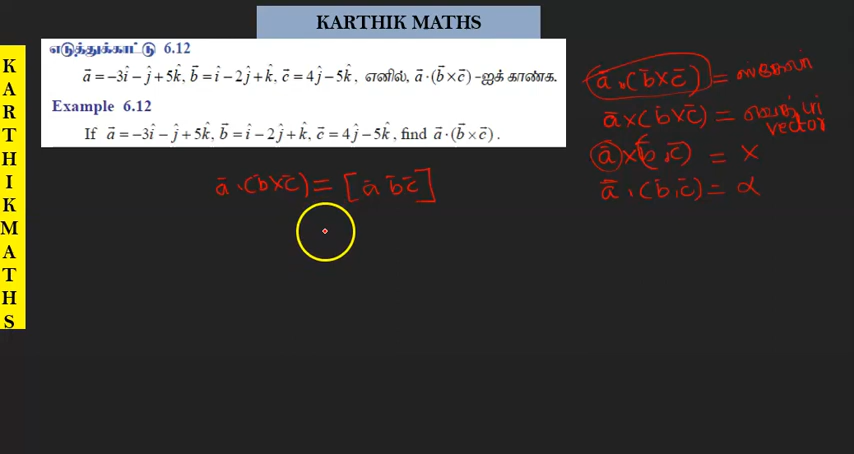 KARTHIK MATHS
KARTHIKMATHS
எடுத்துக்காட்டு 6.12
a⃗ = −3î − ĵ + 5k̂, b⃗ = î − 2ĵ + k̂, c⃗ = 4ĵ − 5k̂, எனில், a⃗ · (b⃗ × c⃗) -ஐக் காண்க.
Example 6.12
If a⃗ = −3î − ĵ + 5k̂, b⃗ = î − 2ĵ + k̂, c⃗ = 4ĵ − 5k̂, find a⃗ · (b⃗ × c⃗).
a̅ . (b̅ × c̅) = [a̅ b̅ c̅]
a̅ . (b̅ × c̅) =
a̅ × (b̅ × c̅) =
vector
a̅ × (b̅ . c̅) = ×
a̅ . (b̅ . c̅) = α